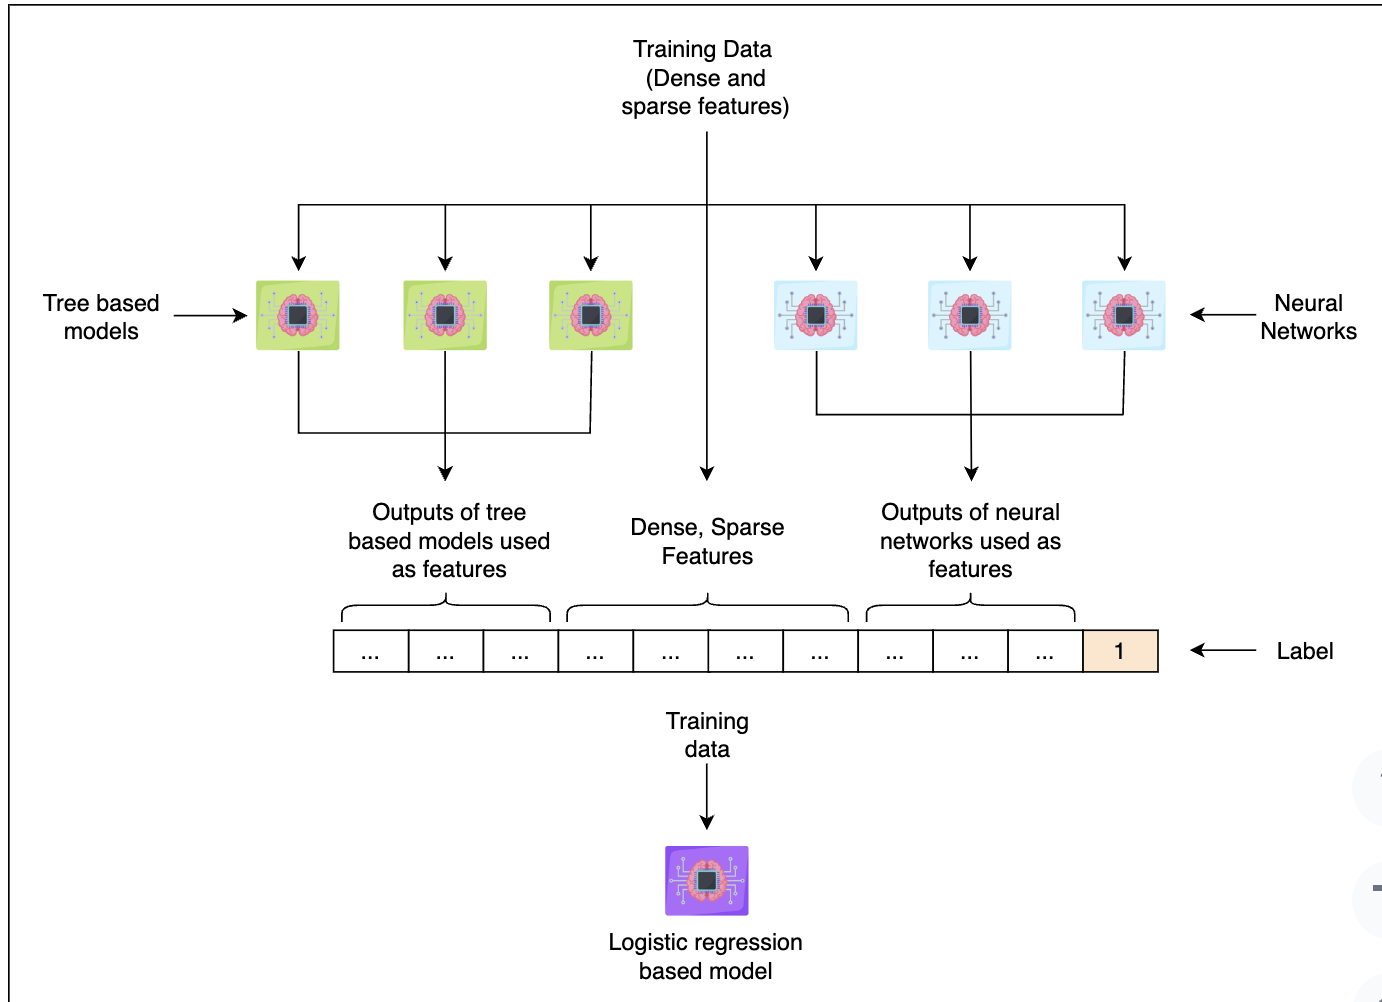 Training Data
(Dense and
sparse features)
Tree based
models
Neural
Networks
Outputs of tree
based models used
as features
Dense, Sparse
Features
Outputs of neural
networks used as
features
... ... ... ... ... ... ... ... ... ... 1
Label
Training
data
Logistic regression
based model